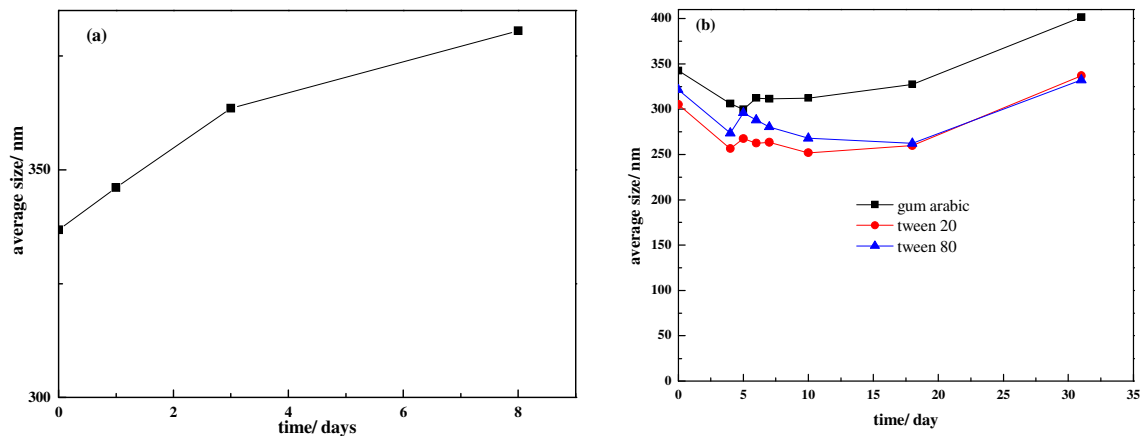 (a)
average size/ nm
350
300
0
2
4
6
8
time/ days
(b)
average size/ nm
400
350
300
250
200
150
100
50
0
gum arabic
tween 20
tween 80
0
5
10
15
20
25
30
35
time/ day